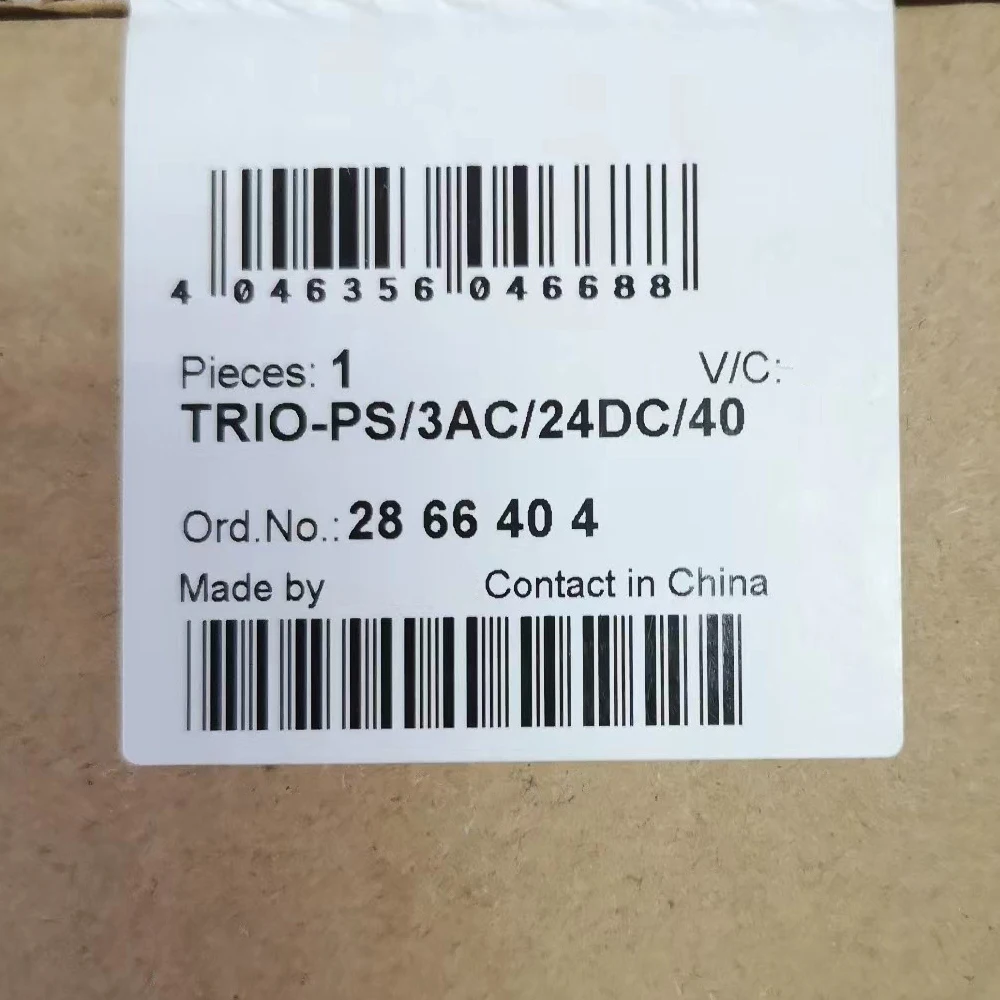 4 046356 046688
Pieces: 1 V/C:-
TRIO-PS/3AC/24DC/40
Ord.No.: 28 66 40 4
Made by Contact in China